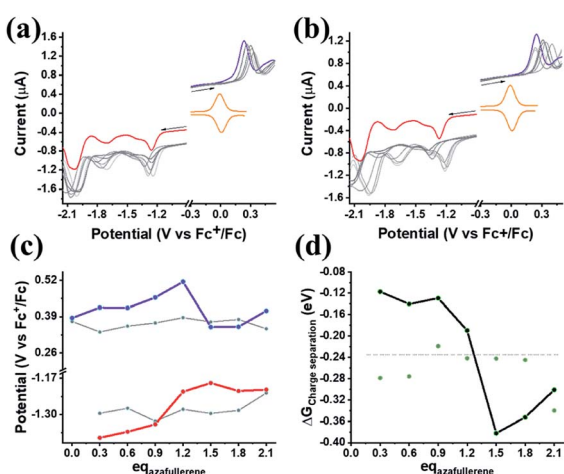 (a)
1.6
1.2
0.8
0.4
0.0
-0.4
-0.8
-1.2
-1.6
Current (µA)
-2.1 -1.8 -1.5 -1.2 -0.3 0.0 0.3
Potential (V vs Fc+/Fc)
(b)
1.6
1.2
0.8
0.4
0.0
-0.4
-0.8
-1.2
-1.6
Current (µA)
-2.1 -1.8 -1.5 -1.2 -0.3 0.0 0.3
Potential (V vs Fc+/Fc)
(c)
0.52
0.39
0.26
-1.17
-1.30
Potential (V vs Fc+/Fc)
0.0 0.3 0.6 0.9 1.2 1.5 1.8 2.1
eqazafullerene
(d)
-0.08
-0.12
-0.16
-0.20
-0.24
-0.28
-0.32
-0.36
-0.40
ΔGCharge separation (eV)
0.0 0.3 0.6 0.9 1.2 1.5 1.8 2.1
eqazafullerene